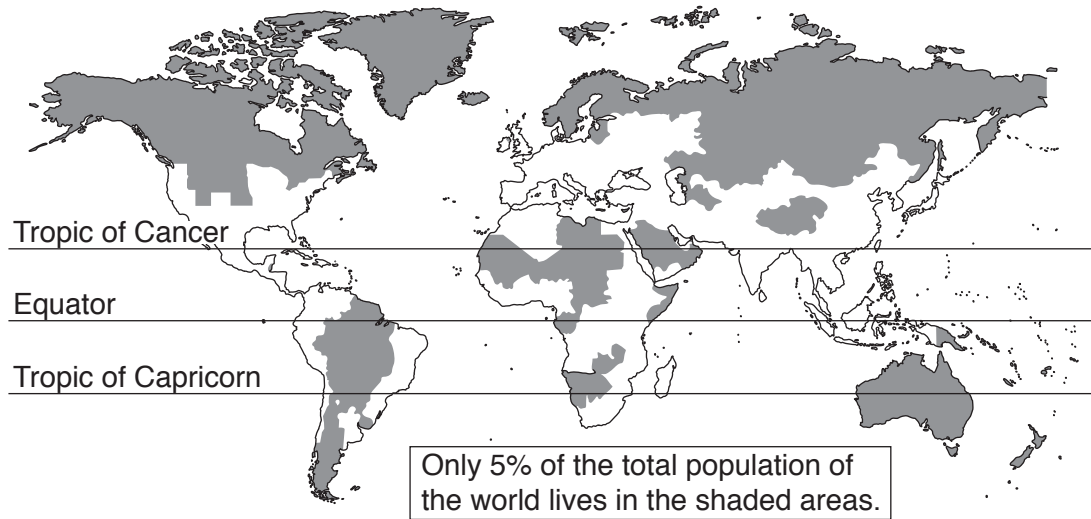 Tropic of Cancer
Equator
Tropic of Capricorn
Only 5% of the total population of
the world lives in the shaded areas.